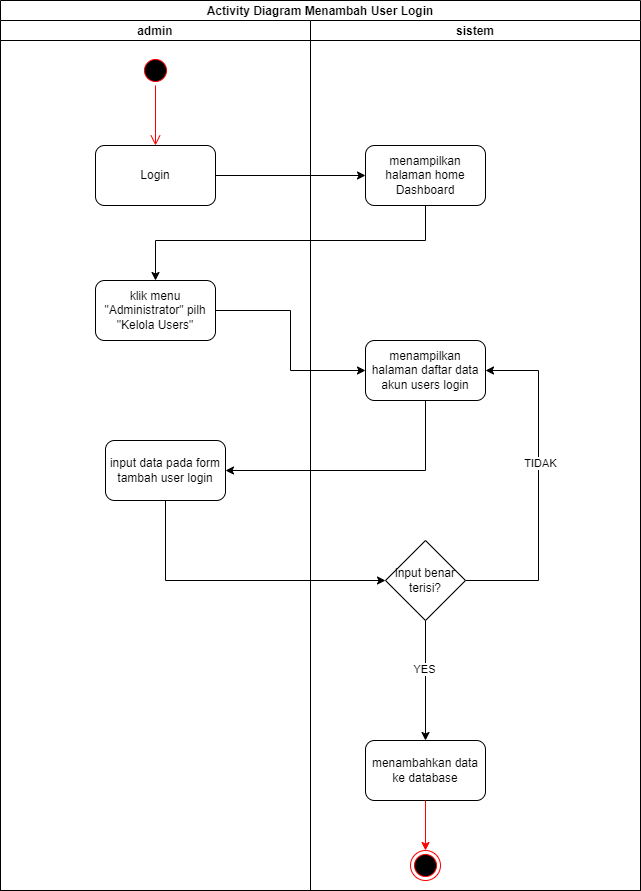 Activity Diagram Menambah User Login
admin
sistem
Login
menampilkan
halaman home
Dashboard
klik menu
"Administrator" pilh
"Kelola Users"
menampilkan
halaman daftar data
akun users login
input data pada form
tambah user login
TIDAK
input benar
terisi?
YES
menambahkan data
ke database